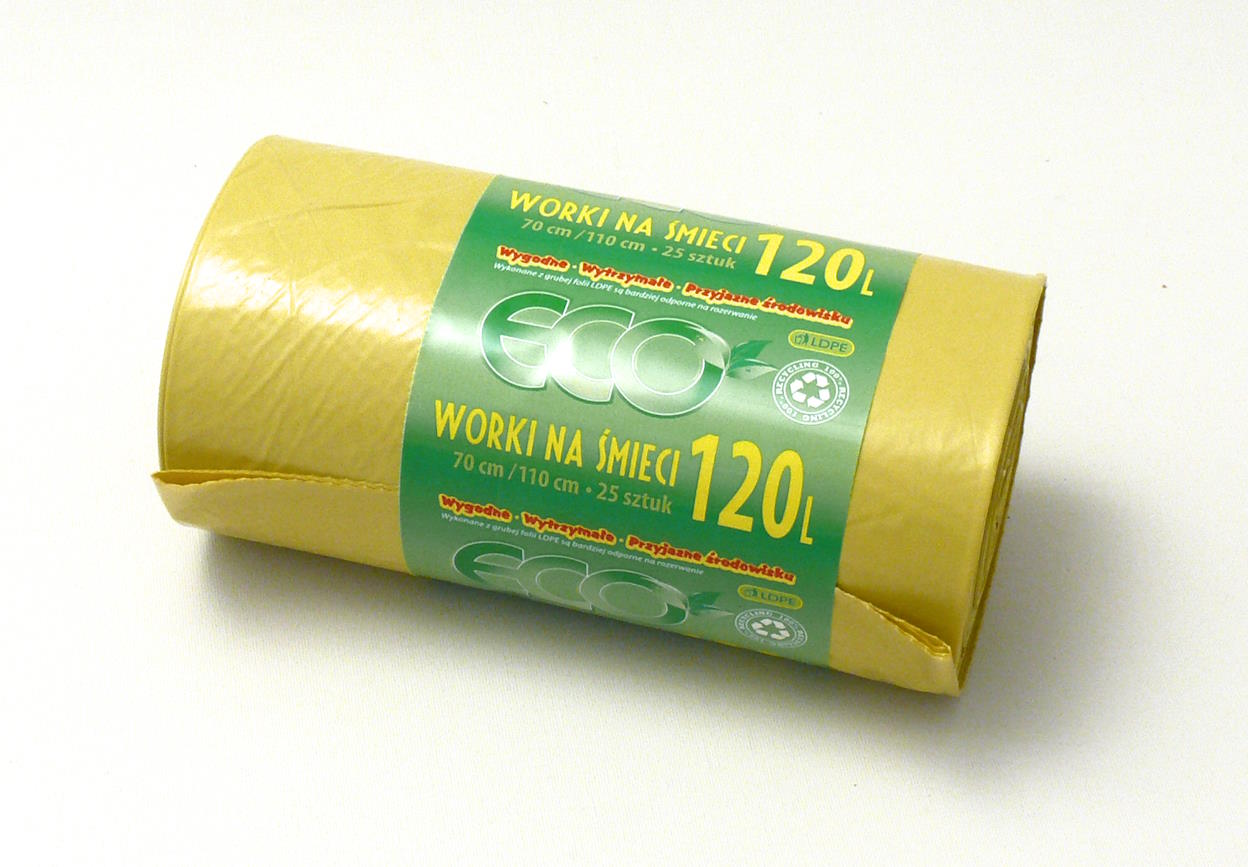 WORKI NA ŚMIECI 120L
70 cm / 110 cm • 25 sztuk
Wygodne • Wytrzymałe • Przyjazne środowisku
Wykonane z grubej folii LDPE są bardziej odporne na rozerwanie
ECO
LDPE
RECYCLING 100% RECYCLING 100%
WORKI NA ŚMIECI 120L
70 cm / 110 cm • 25 sztuk
Wygodne • Wytrzymałe • Przyjazne środowisku
Wykonane z grubej folii LDPE są bardziej odporne na rozerwanie
ECO
LDPE